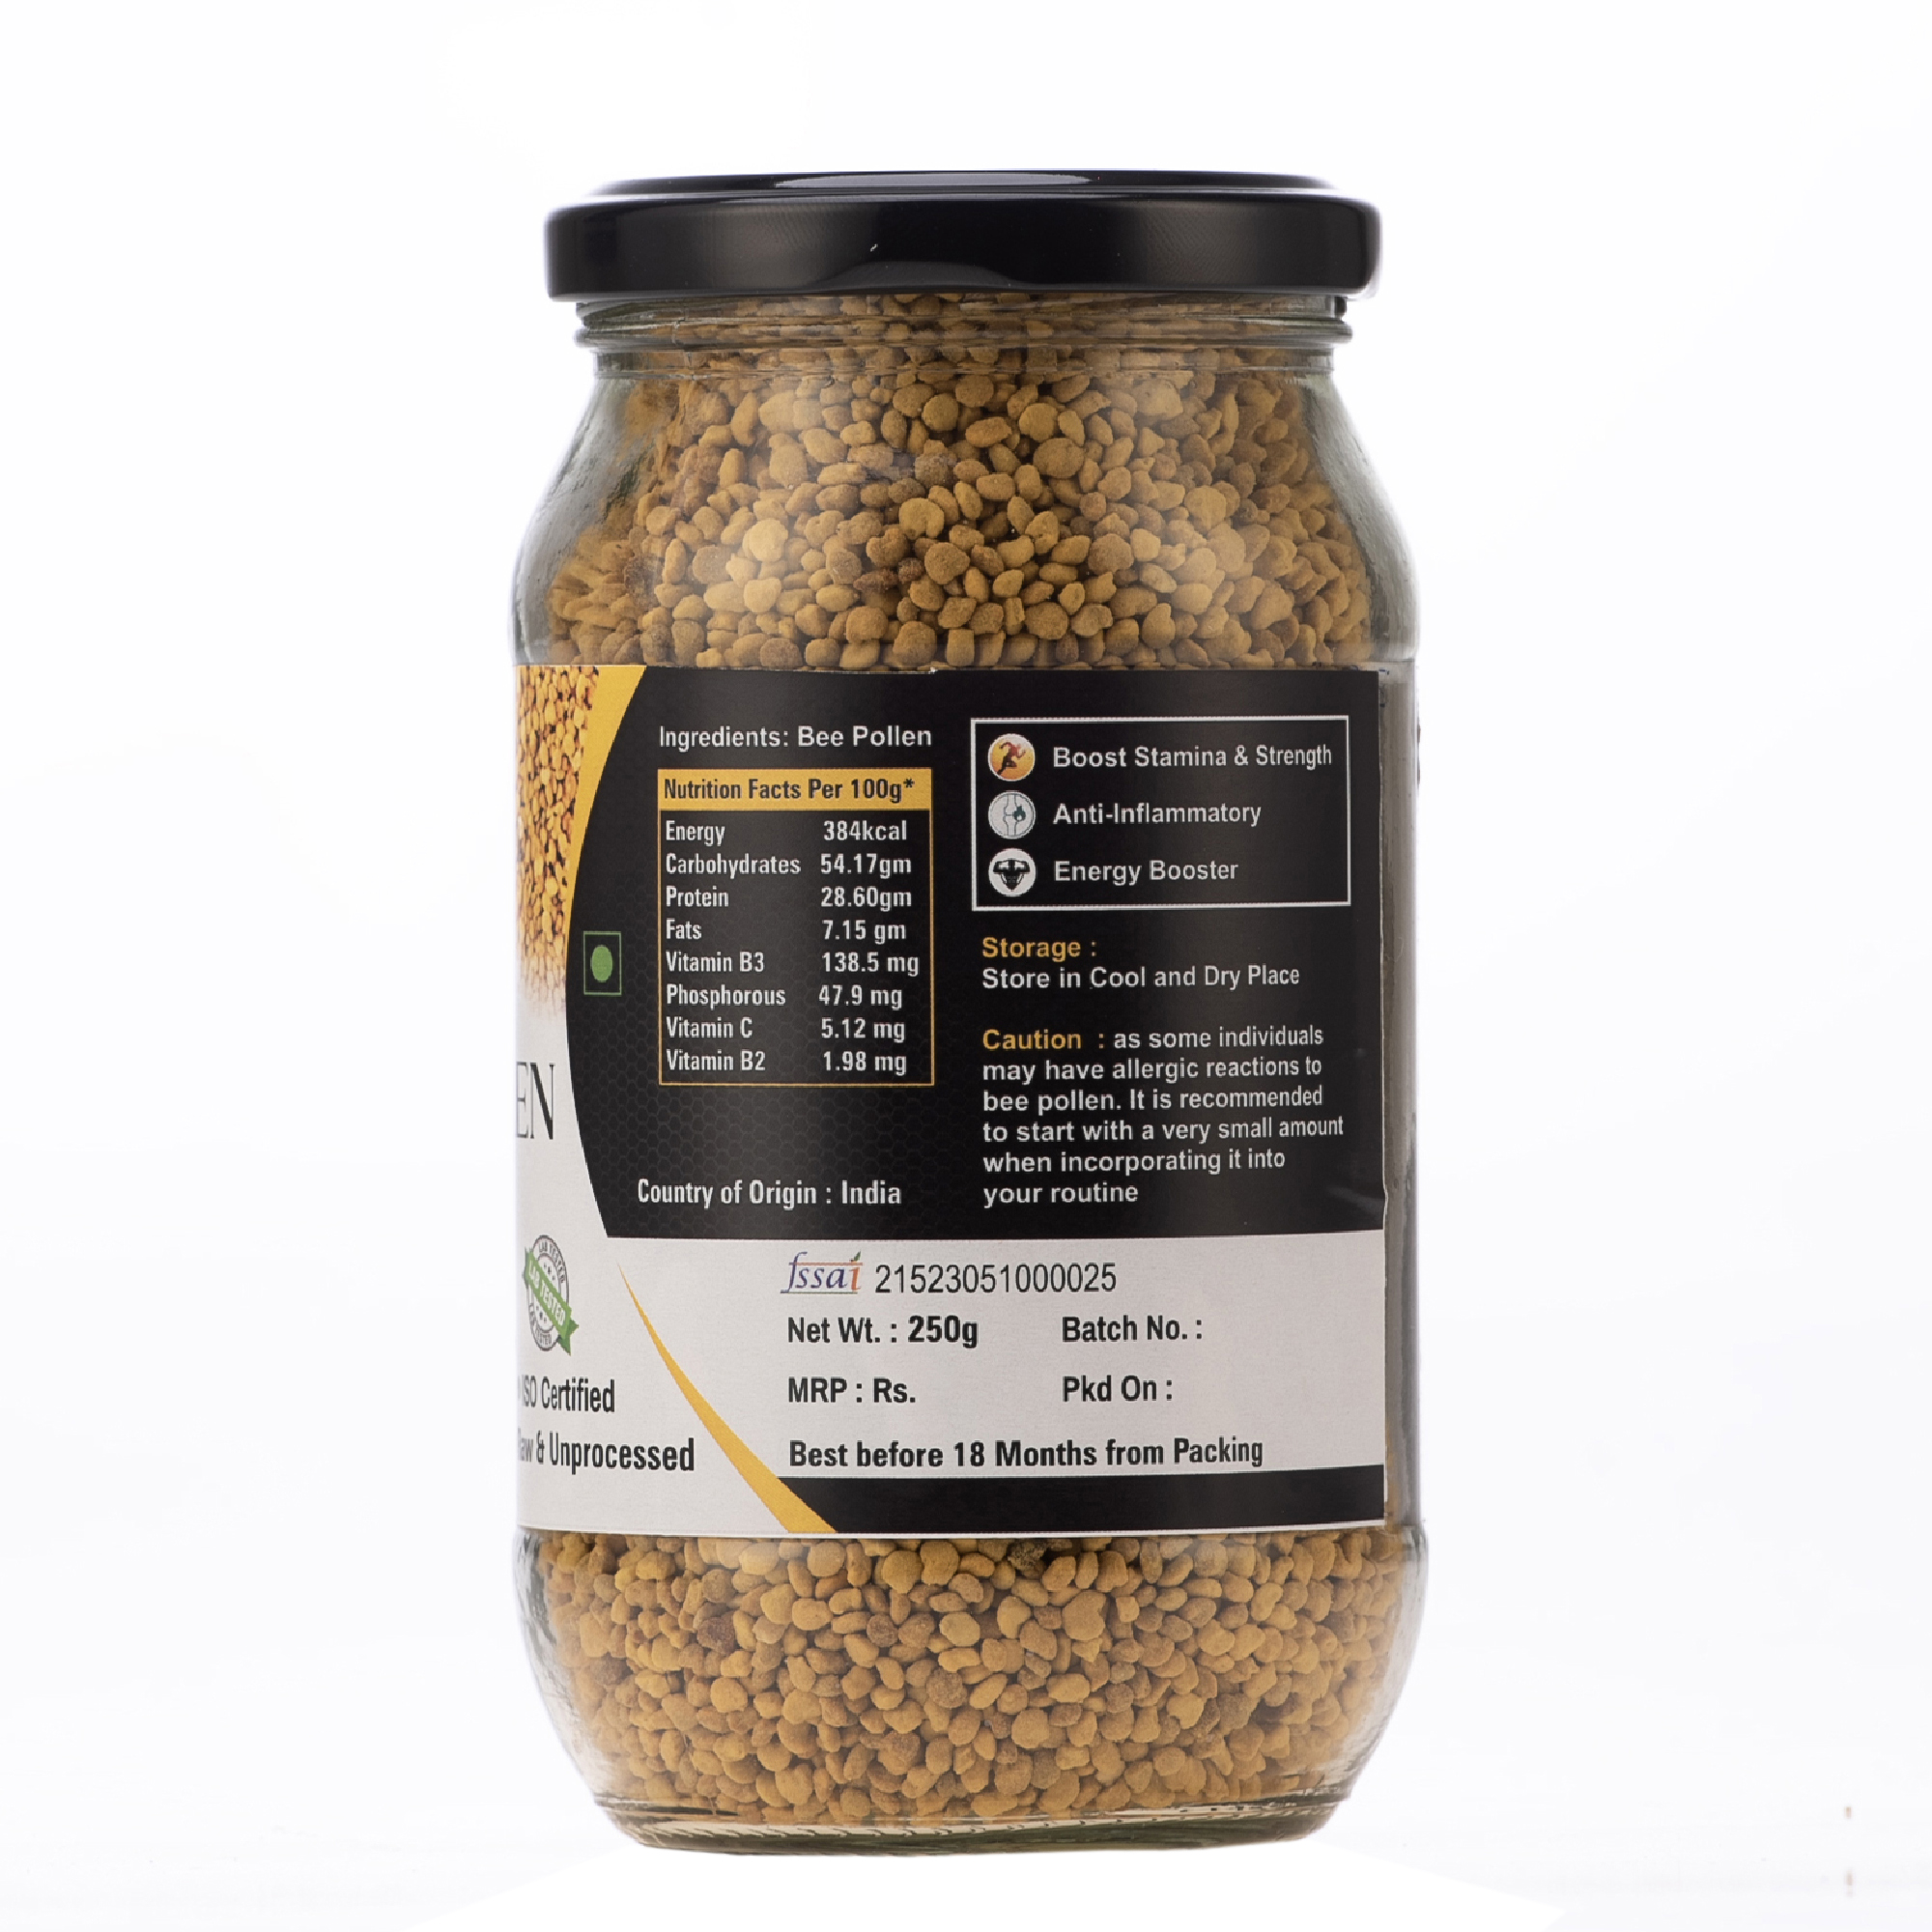 Ingredients: Bee Pollen
Nutrition Facts Per 100g*
Energy 384kcal
Carbohydrates 54.17gm
Protein 28.60gm
Fats 7.15 gm
Vitamin B3 138.5 mg
Phosphorous 47.9 mg
Vitamin C 5.12 mg
Vitamin B2 1.98 mg
Country of Origin : India
Boost Stamina & Strength
Anti-Inflammatory
Energy Booster
Storage :
Store in Cool and Dry Place
Caution : as some individuals
may have allergic reactions to
bee pollen. It is recommended
to start with a very small amount
when incorporating it into
your routine
EN
LAB TESTED
ISO Certified
& Unprocessed
fssai 21523051000025
Net Wt. : 250g Batch No. :
MRP : Rs. Pkd On :
Best before 18 Months from Packing